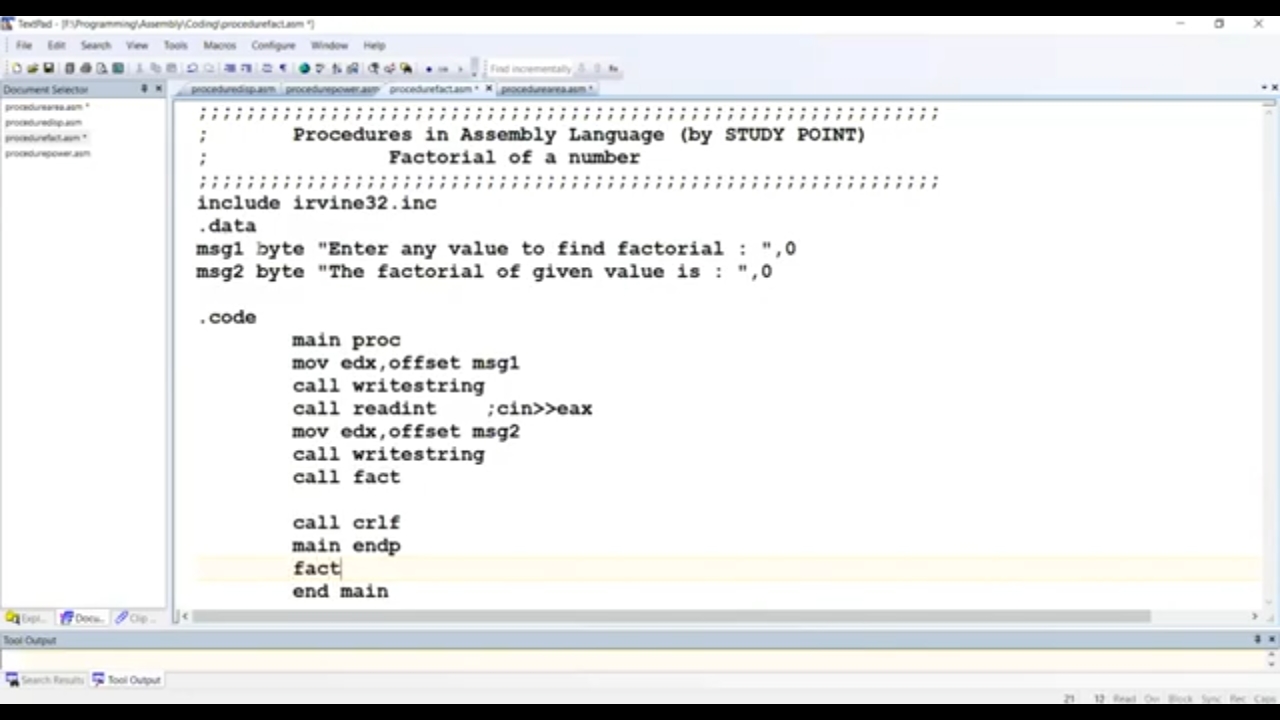 TextPad - [F:\Programming\Assembly\Coding\procedurefact.asm *]
File Edit Search View Tools Macros Configure Window Help
Find incrementally
Document Selector
proceduredisp.asm procedurepower.asm procedurefact.asm * procedurearea.asm *
procedurearea.asm *
proceduredisp.asm
procedurefact.asm *
procedurepower.asm
;;;;;;;;;;;;;;;;;;;;;;;;;;;;;;;;;;;;;;;;;;;;;;;;;;;;;;;;;;;;;;
; Procedures in Assembly Language (by STUDY POINT)
; Factorial of a number
;;;;;;;;;;;;;;;;;;;;;;;;;;;;;;;;;;;;;;;;;;;;;;;;;;;;;;;;;;;;;;
include irvine32.inc
.data
msg1 byte "Enter any value to find factorial : ",0
msg2 byte "The factorial of given value is : ",0
.code
main proc
mov edx,offset msg1
call writestring
call readint ;cin>>eax
mov edx,offset msg2
call writestring
call fact
call crlf
main endp
fact
end main
Expl... Docu... Clip...
Tool Output
Search Results Tool Output
21 12 Read Ovr Block Sync Rec Caps